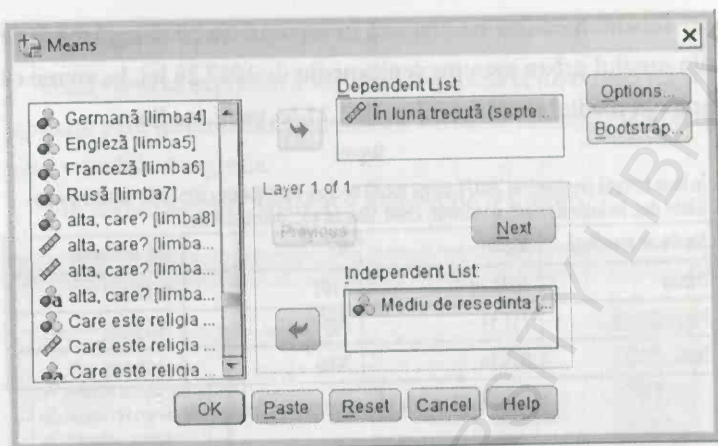 Means
Germană [limba4]
Engleză [limba5]
Franceză [limba6]
Rusă [limba7]
alta, care? [limba8]
alta, care? [limba...
alta, care? [limba...
alta, care? [limba...
Care este religia ...
Care este religia ...
Care este religia ...
Dependent List:
În luna trecută (septe...
Layer 1 of 1
Previous
Next
Independent List:
Mediu de resedinta [...
Options...
Bootstrap...
OK
Paste
Reset
Cancel
Help